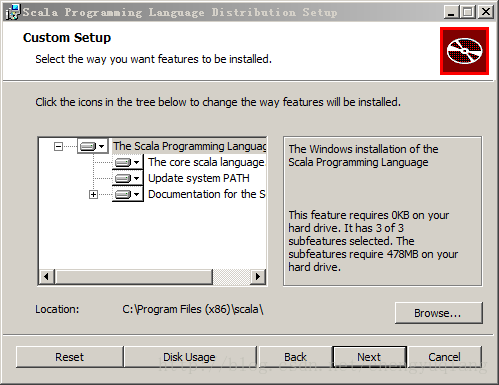 Scala Programming Language Distribution Setup
Custom Setup
Select the way you want features to be installed.
Click the icons in the tree below to change the way features will be installed.
The Scala Programming Languag
The core scala language
Update system PATH
Documentation for the S
The Windows installation of the
Scala Programming Language
This feature requires 0KB on your
hard drive. It has 3 of 3
subfeatures selected. The
subfeatures require 478MB on your
hard drive.
Location:
C:\Program Files (x86)\scala\
Browse...
Reset
Disk Usage
Back
Next
Cancel